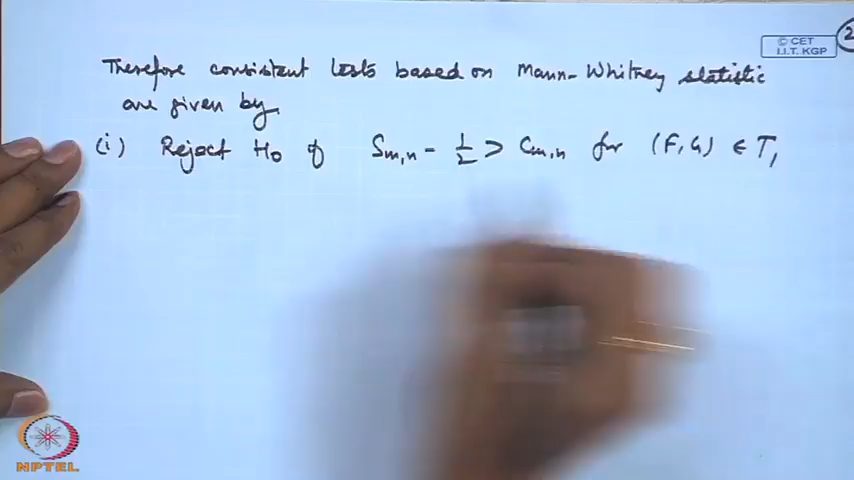 2
© CET
I.I.T. KGP
Therefore consistent tests based on Mann-Whitney statistic
are given by
(i) Reject H₀ if Sₘ,ₙ - 1/2 > Cₘ,ₙ for (F, G) ∈ T₁
NPTEL